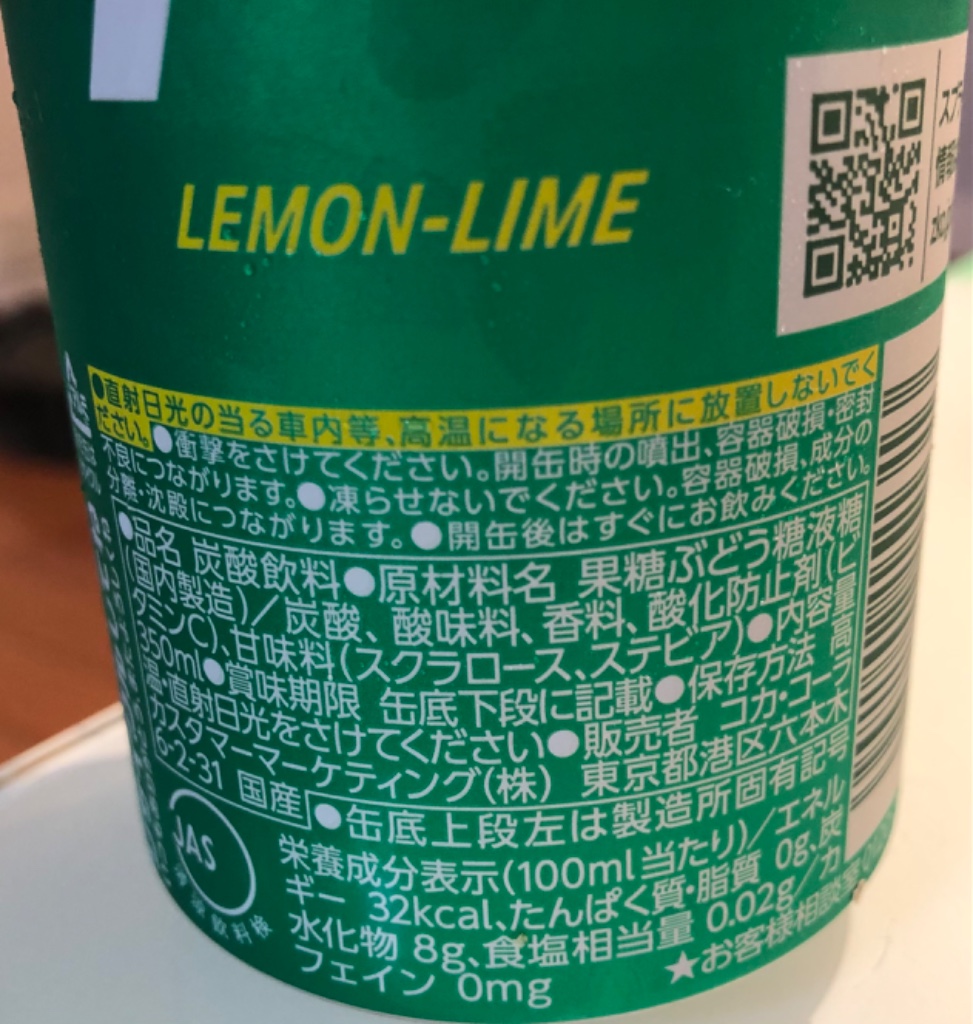 LEMON-LIME
●直射日光の当る車内等、高温になる場所に放置しないでく
ださい。●衝撃をさけてください。開缶時の噴出、容器破損・密封
不良につながります。●凍らせないでください。容器破損、成分の
分離・沈殿につながります。●開缶後はすぐにお飲みください。
●品名 炭酸飲料●原材料名 果糖ぶどう糖液糖
(国内製造)/炭酸、酸味料、香料、酸化防止剤(ビ
タミンC)、甘味料(スクラロース、ステビア)●内容量
350ml●賞味期限 缶底下段に記載●保存方法 高
温・直射日光をさけてください●販売者 コカ・コーラ
カスタマーマーケティング(株) 東京都港区六本木
6-2-31 国産
●缶底上段左は製造所固有記号
JAS
飲料
栄養成分表示(100ml当たり)/エネル
ギー 32kcal、たんぱく質・脂質 0g、炭
水化物 8g、食塩相当量 0.02g/カ
フェイン 0mg
★お客様相談室